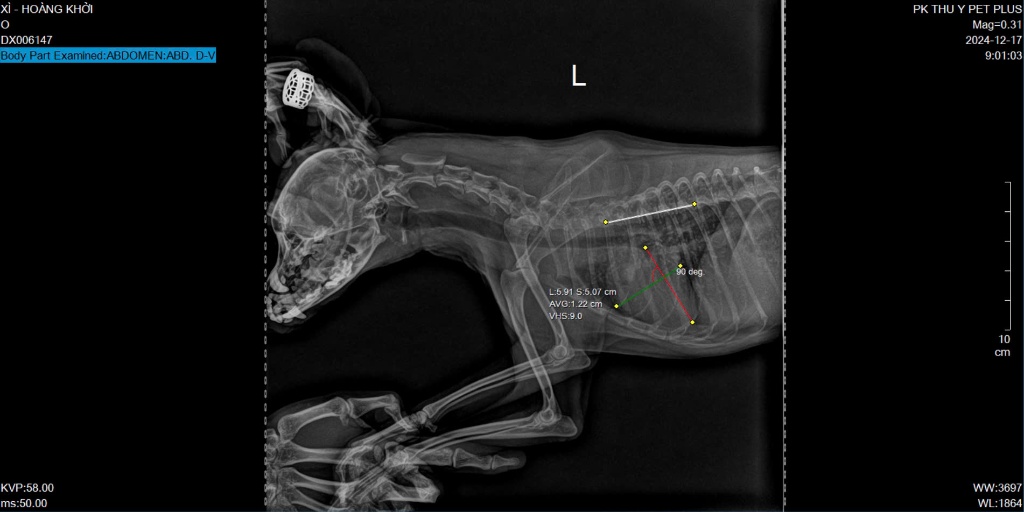 XÌ - HOÀNG KHỞI
O
DX006147
Body Part Examined:ABDOMEN:ABD, D-V
PK THU Y PET PLUS
Mag=0.31
2024-12-17
9:01:03
L
90 deg
L:5.91 S:5.07 cm
AVG:1.22 cm
VHS:9.0
10
cm
KVP:58.00
ms:50.00
WW:3697
WL:1864